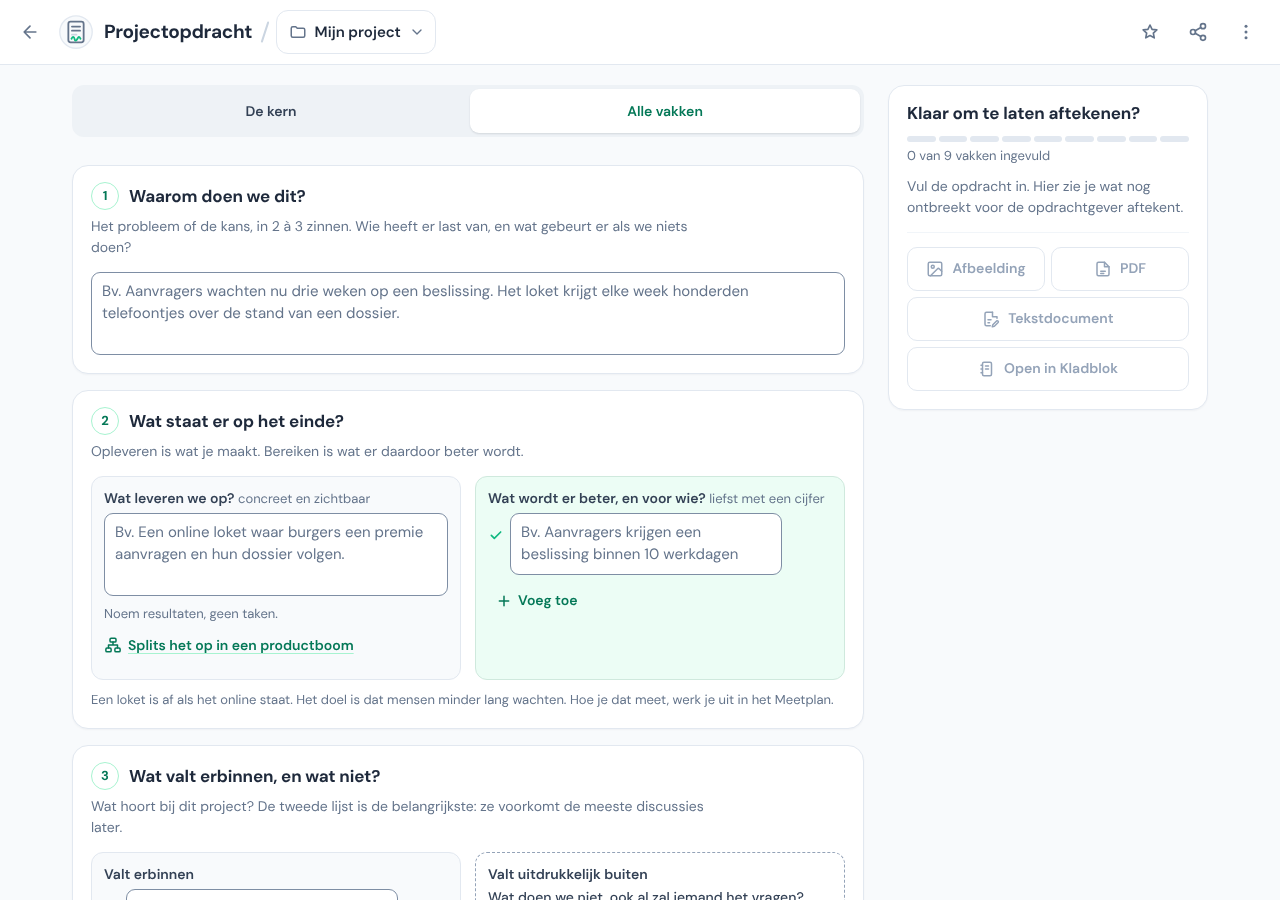 Projectopdracht / Mijn project
De kern
Alle vakken
1 Waarom doen we dit?
Het probleem of de kans, in 2 à 3 zinnen. Wie heeft er last van, en wat gebeurt er als we niets
doen?
Bv. Aanvragers wachten nu drie weken op een beslissing. Het loket krijgt elke week honderden
telefoontjes over de stand van een dossier.
2 Wat staat er op het einde?
Opleveren is wat je maakt. Bereiken is wat er daardoor beter wordt.
Wat leveren we op? concreet en zichtbaar
Bv. Een online loket waar burgers een premie
aanvragen en hun dossier volgen.
Noem resultaten, geen taken.
Splits het op in een productboom
Wat wordt er beter, en voor wie? liefst met een cijfer
Bv. Aanvragers krijgen een
beslissing binnen 10 werkdagen
Voeg toe
Een loket is af als het online staat. Het doel is dat mensen minder lang wachten. Hoe je dat meet, werk je uit in het Meetplan.
3 Wat valt erbinnen, en wat niet?
Wat hoort bij dit project? De tweede lijst is de belangrijkste: ze voorkomt de meeste discussies
later.
Valt erbinnen
Valt uitdrukkelijk buiten
Wat doen we niet, ook al zal iemand het vragen?
Klaar om te laten aftekenen?
0 van 9 vakken ingevuld
Vul de opdracht in. Hier zie je wat nog
ontbreekt voor de opdrachtgever aftekent.
Afbeelding
PDF
Tekstdocument
Open in Kladblok